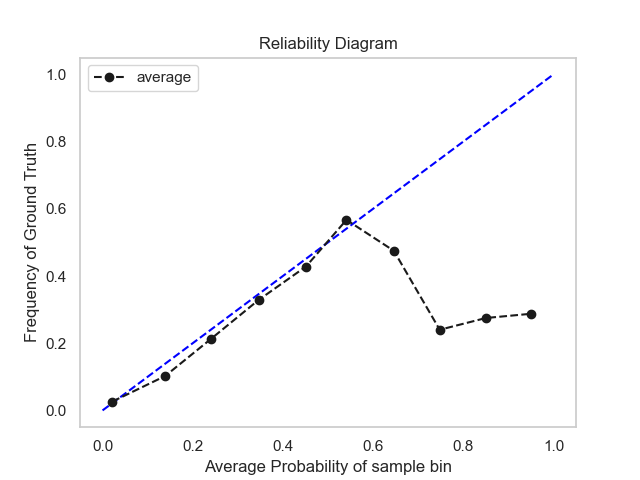 Reliability Diagram
average
Frequency of Ground Truth
1.0
0.8
0.6
0.4
0.2
0.0
0.0 0.2 0.4 0.6 0.8 1.0
Average Probability of sample bin